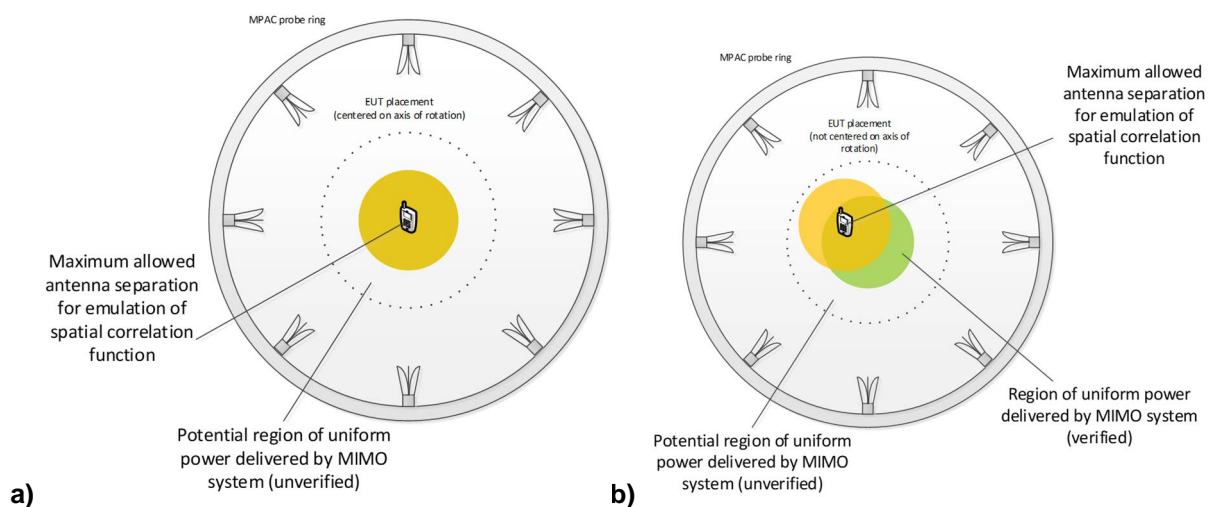 MPAC probe ring
EUT placement
(centered on axis of rotation)
Maximum allowed
antenna separation
for emulation of
spatial correlation
function
Potential region of uniform
power delivered by MIMO
system (unverified)
a)
MPAC probe ring
Maximum allowed
antenna separation
for emulation of
spatial correlation
function
EUT placement
(not centered on axis of
rotation)
Region of uniform power
delivered by MIMO system
(verified)
Potential region of uniform
power delivered by MIMO
system (unverified)
b)